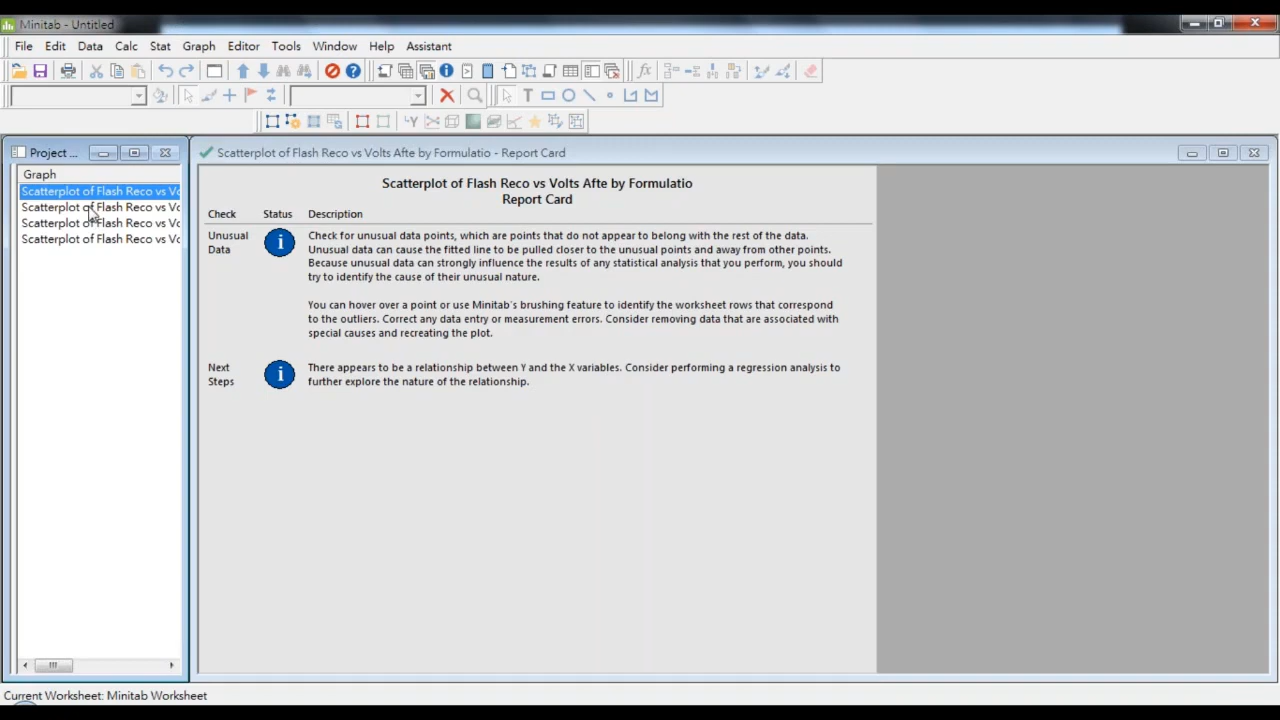 Minitab - Untitled
File Edit Data Calc Stat Graph Editor Tools Window Help Assistant
Project ...
Scatterplot of Flash Reco vs Volts Afte by Formulatio - Report Card
Graph
Scatterplot of Flash Reco vs Vo
Scatterplot of Flash Reco vs Vo
Scatterplot of Flash Reco vs Vo
Scatterplot of Flash Reco vs Vo
Scatterplot of Flash Reco vs Volts Afte by Formulatio
Report Card
Check Status Description
Unusual
Data
Check for unusual data points, which are points that do not appear to belong with the rest of the data.
Unusual data can cause the fitted line to be pulled closer to the unusual points and away from other points.
Because unusual data can strongly influence the results of any statistical analysis that you perform, you should
try to identify the cause of their unusual nature.
You can hover over a point or use Minitab's brushing feature to identify the worksheet rows that correspond
to the outliers. Correct any data entry or measurement errors. Consider removing data that are associated with
special causes and recreating the plot.
Next
Steps
There appears to be a relationship between Y and the X variables. Consider performing a regression analysis to
further explore the nature of the relationship.
Current Worksheet: Minitab Worksheet